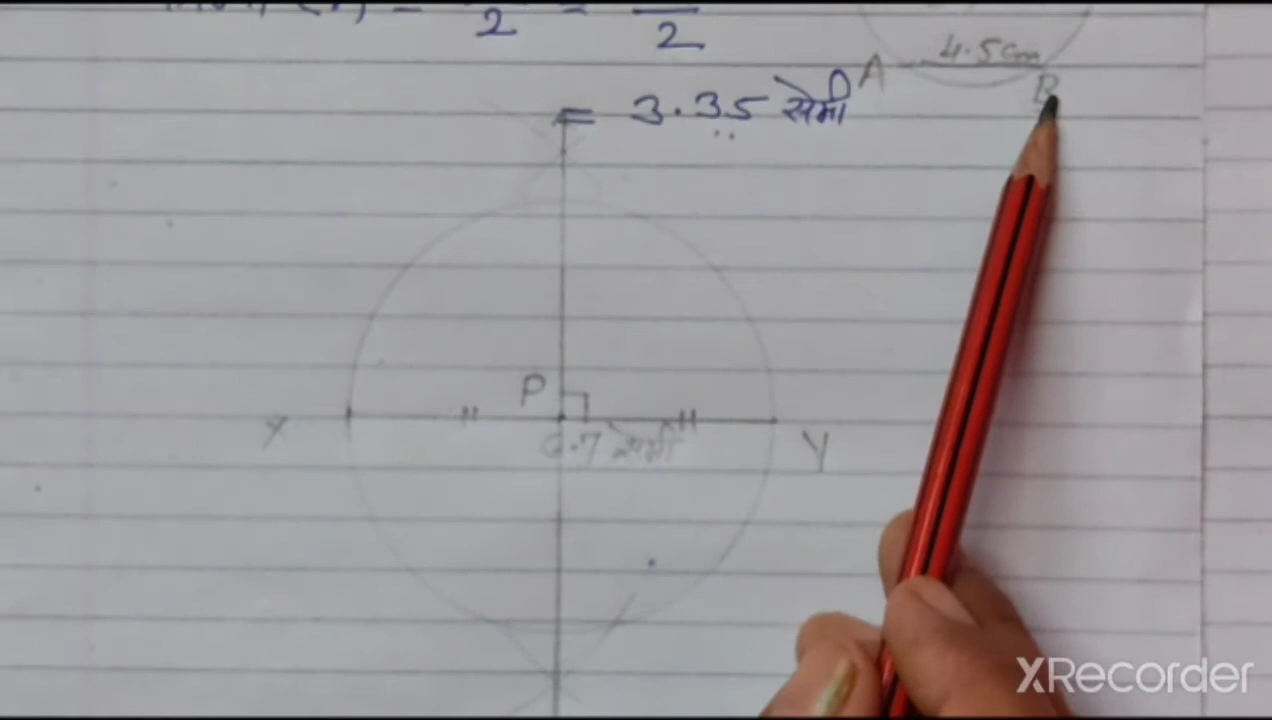 2 = 2
4.5cm
A
B
= 3.35 सेमी
P
X
6.7 सेमी
Y
XRecorder